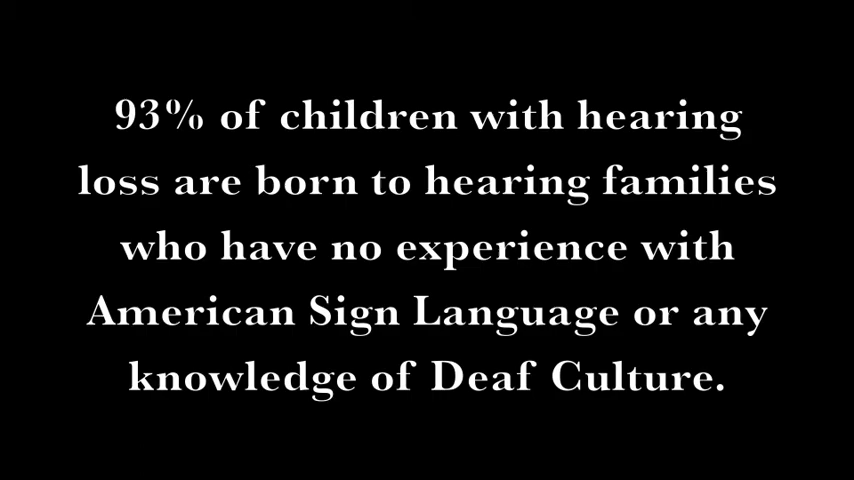 93% of children with hearing
loss are born to hearing families
who have no experience with
American Sign Language or any
knowledge of Deaf Culture.